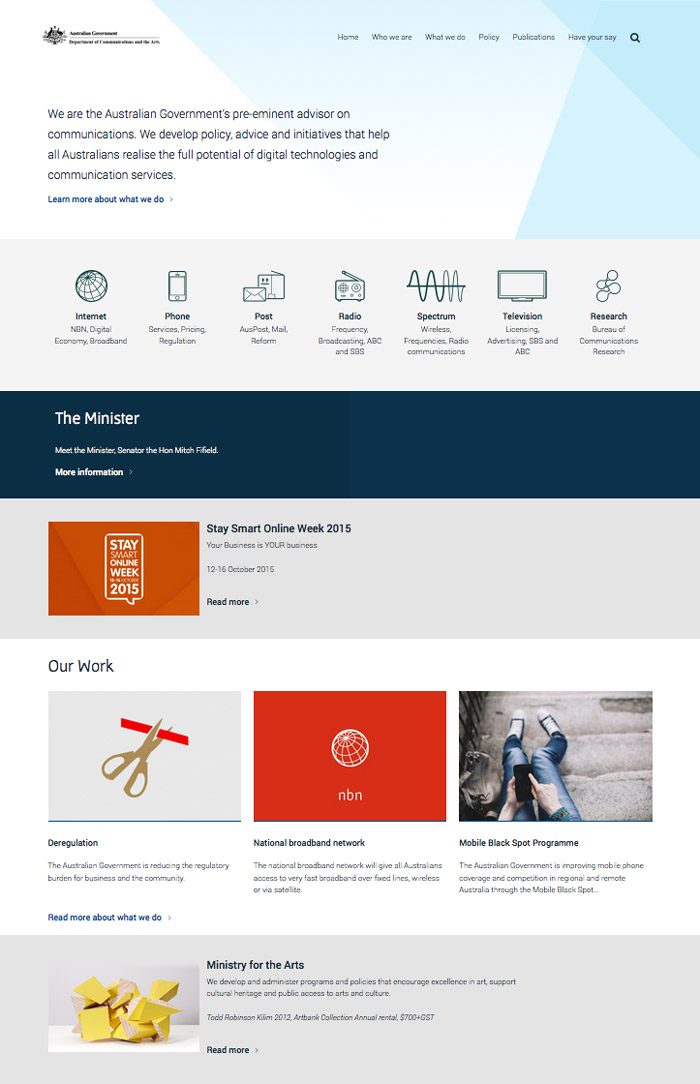 Australian Government
Department of Communications and the Arts
Home Who we are What we do Policy Publications Have your say
We are the Australian Government's pre-eminent advisor on
communications. We develop policy, advice and initiatives that help
all Australians realise the full potential of digital technologies and
communication services.
Learn more about what we do
Internet
NBN, Digital
Economy, Broadband
Phone
Services, Pricing,
Regulation
Post
AusPost, Mail,
Reform
Radio
Frequency,
Broadcasting, ABC
and SBS
Spectrum
Wireless,
Frequencies, Radio
communications
Television
Licensing,
Advertising, SBS and
ABC
Research
Bureau of
Communications
Research
The Minister
Meet the Minister, Senator the Hon Mitch Fifield.
More information
STAY
SMART
ONLINE
WEEK
12-16 OCTOBER
2015
Stay Smart Online Week 2015
Your Business is YOUR business
12-16 October 2015
Read more
Our Work
Deregulation
The Australian Government is reducing the regulatory
burden for business and the community.
nbn
National broadband network
The national broadband network will give all Australians
access to very fast broadband over fixed lines, wireless
or via satellite.
Mobile Black Spot Programme
The Australian Government is improving mobile phone
coverage and competition in regional and remote
Australia through the Mobile Black Spot...
Read more about what we do
Ministry for the Arts
We develop and administer programs and policies that encourage excellence in art, support
cultural heritage and public access to arts and culture.
Todd Robinson Kilim 2012, Artbank Collection Annual rental, $700+GST
Read more